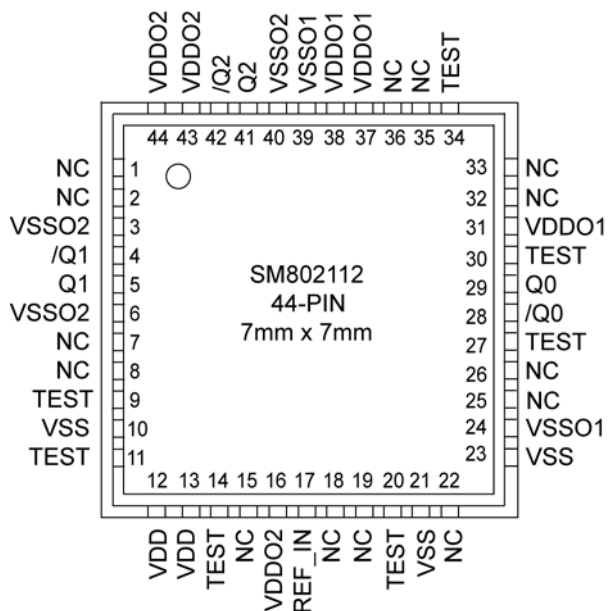 VDDO2
VDDO2
/Q2
Q2
VSSO2
VSSO1
VDDO1
VDDO1
NC
NC
TEST
44 43 42 41 40 39 38 37 36 35 34
NC 1
NC 2
VSSO2 3
/Q1 4
Q1 5
VSSO2 6
NC 7
NC 8
TEST 9
VSS 10
TEST 11
SM802112
44-PIN
7mm x 7mm
33 NC
32 NC
31 VDDO1
30 TEST
29 Q0
28 /Q0
27 TEST
26 NC
25 NC
24 VSSO1
23 VSS
12 13 14 15 16 17 18 19 20 21 22
VDD
VDD
TEST
NC
VDDO2
REF_IN
NC
NC
TEST
VSS
NC